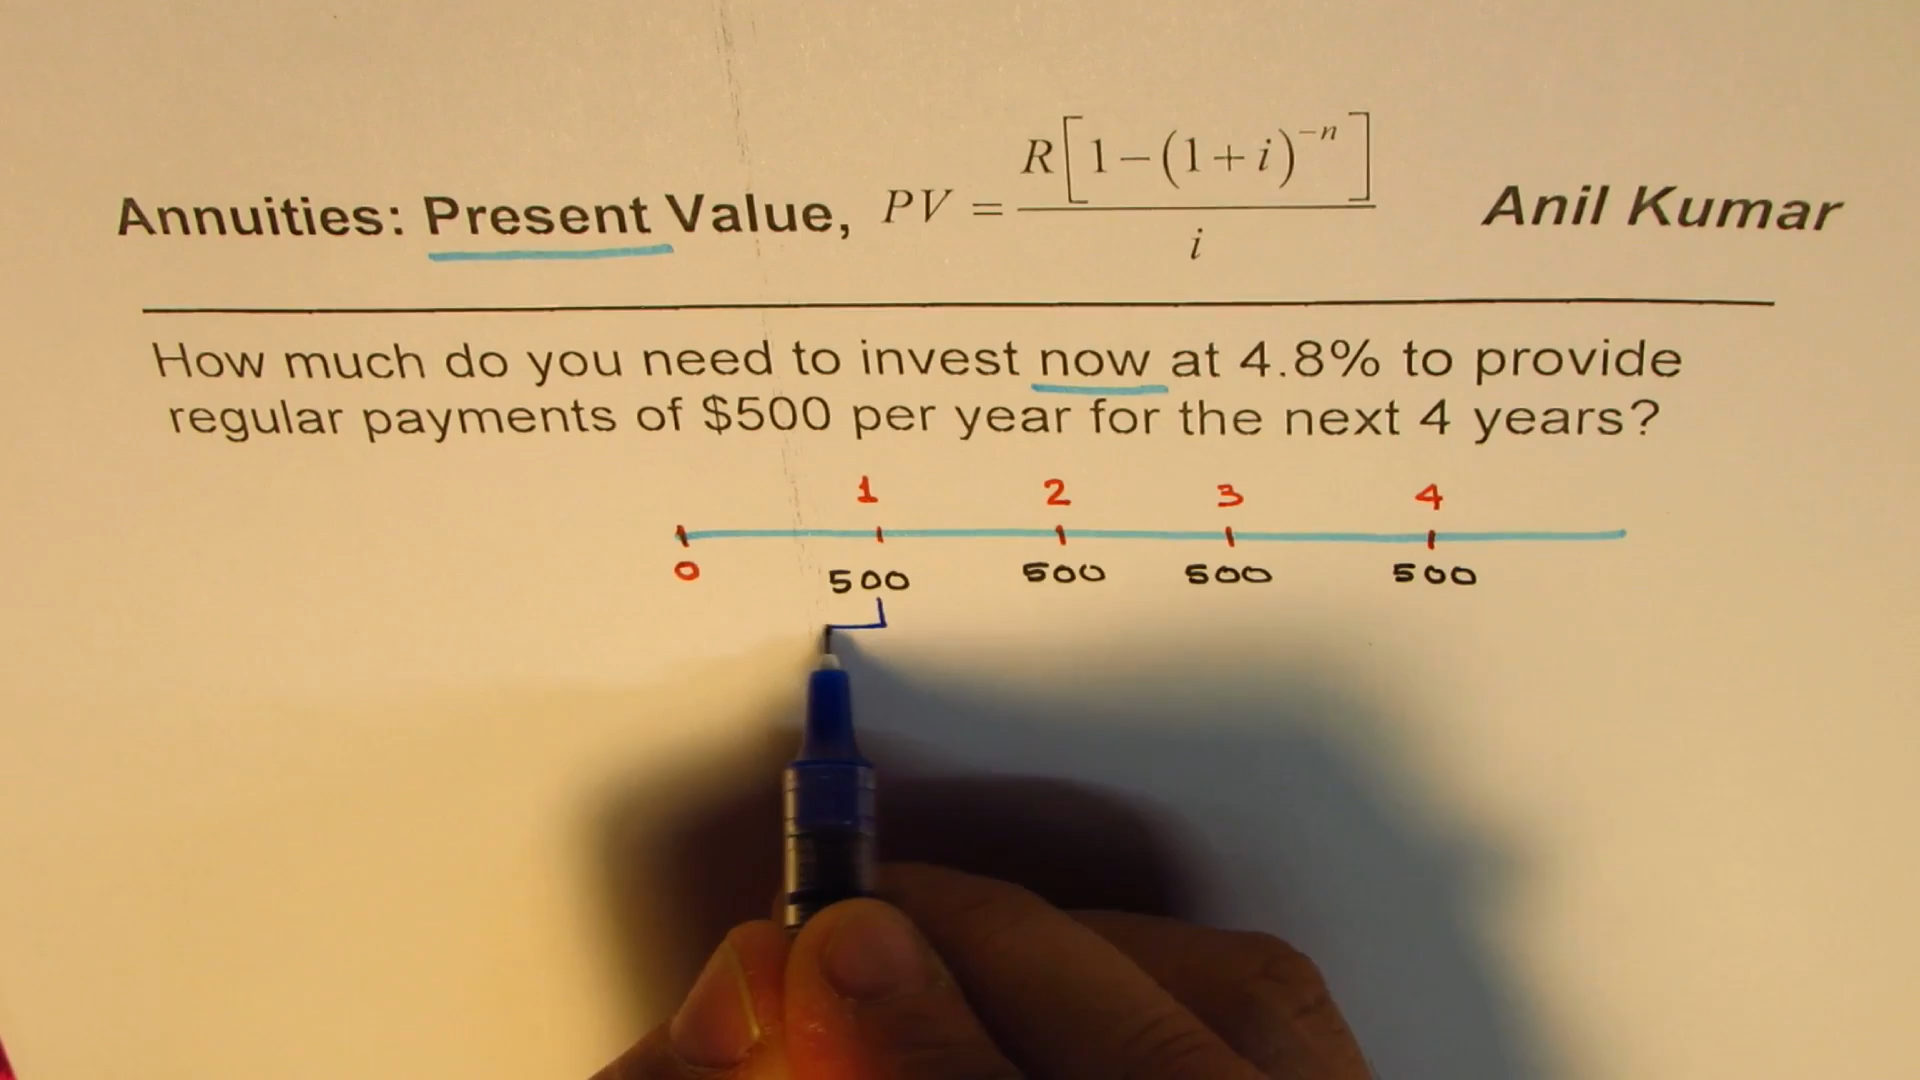 Annuities: Present Value, PV = R[1-(1+i)^-n] / i Anil Kumar
How much do you need to invest now at 4.8% to provide
regular payments of $500 per year for the next 4 years?
1 2 3 4
0 500 500 500 500